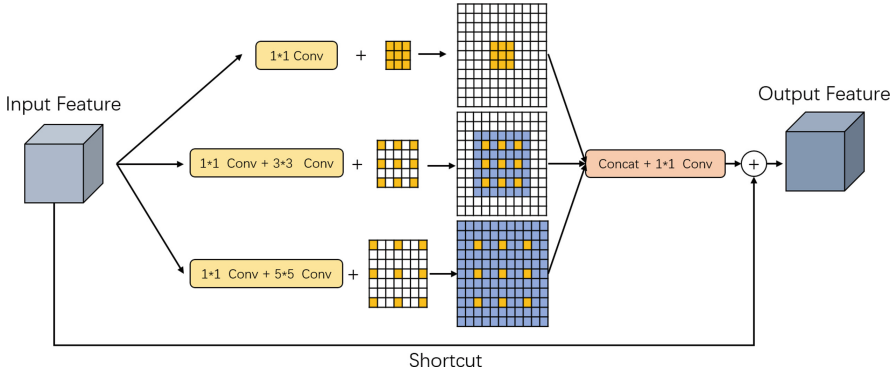 1*1 Conv
+
Input Feature
Output Feature
1*1 Conv + 3*3 Conv
+
Concat + 1*1 Conv
+
1*1 Conv + 5*5 Conv
+
Shortcut